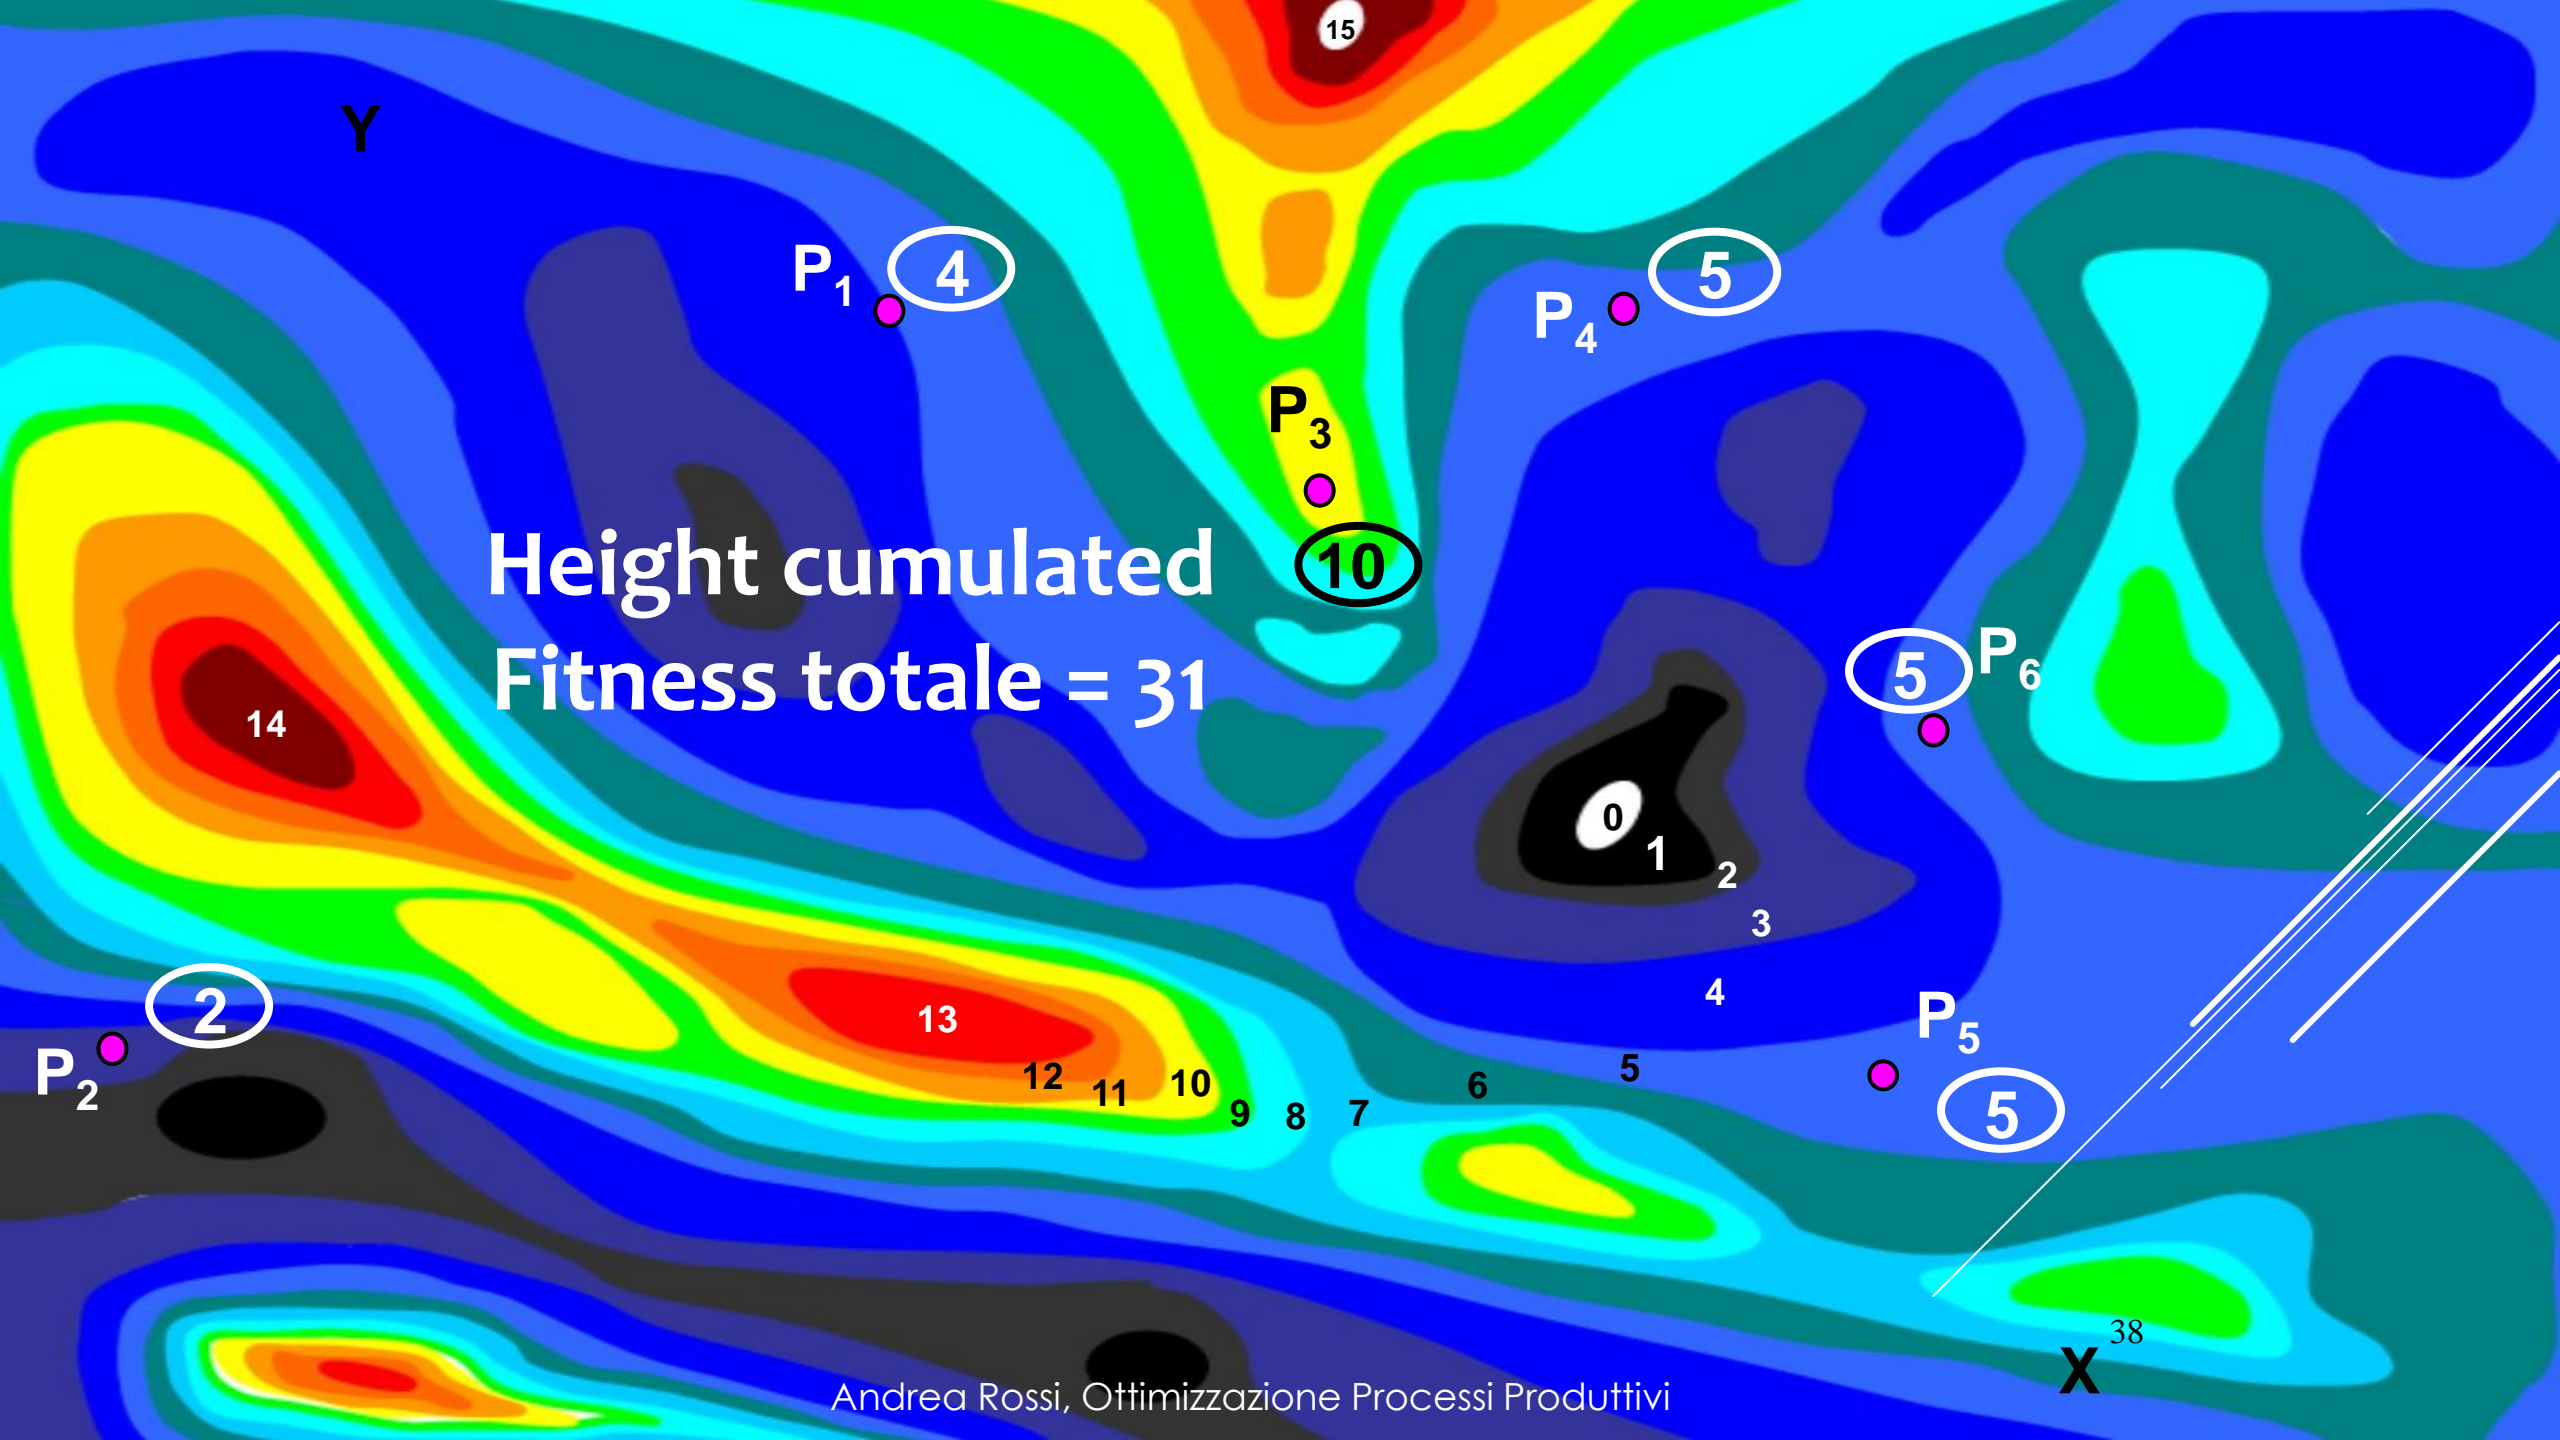 15
Y
P1 4
P4 5
P3
10
Height cumulated
Fitness totale = 31
5 P6
14
0
1
2
3
4
2
P2
13
12 11 10 9 8 7 6 5
P5
5
38
X
Andrea Rossi, Ottimizzazione Processi Produttivi